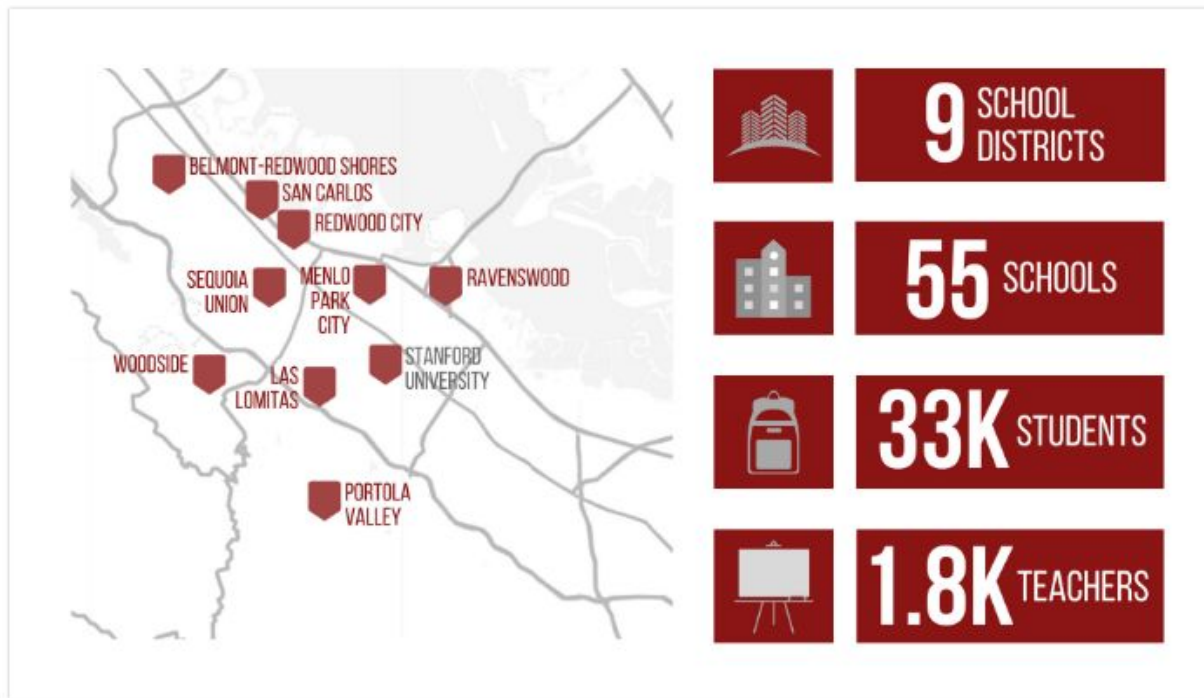 BELMONT-REDWOOD SHORES
SAN CARLOS
REDWOOD CITY
SEQUOIA
UNION
MENLO
PARK
CITY
RAVENSWOOD
WOODSIDE
LAS
LOMITAS
STANFORD
UNIVERSITY
PORTOLA
VALLEY
9 SCHOOL
DISTRICTS
55 SCHOOLS
33K STUDENTS
1.8K TEACHERS